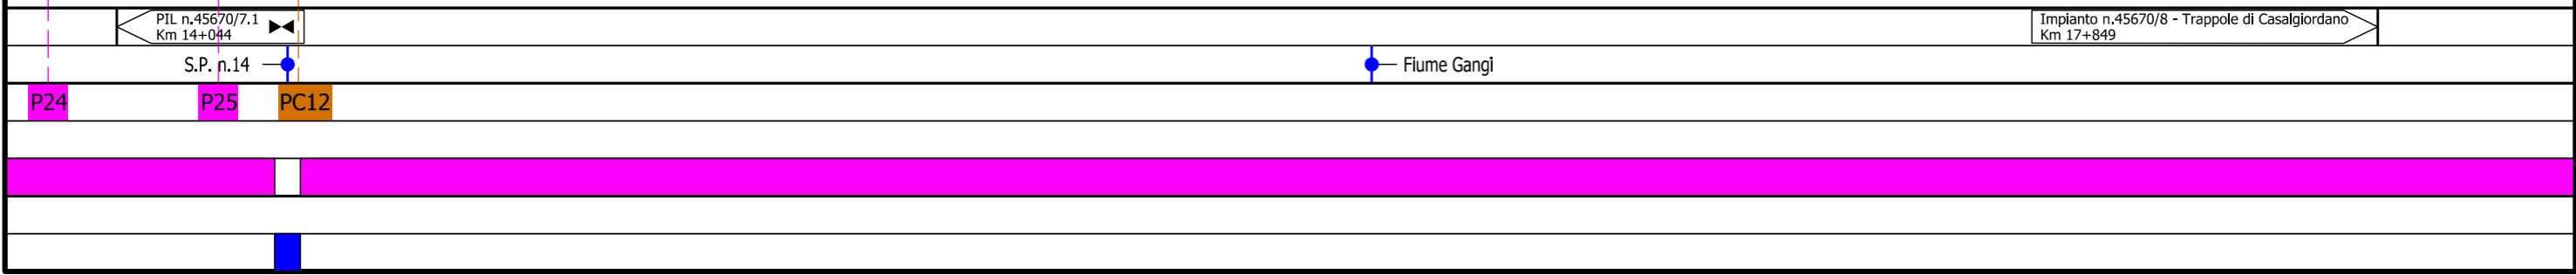 PIL n.45670/7.1
Km 14+044
Impianto n.45670/8 - Trappole di Casalgiordano
Km 17+849
S.P. n.14
Fiume Gangi
P24
P25
PC12